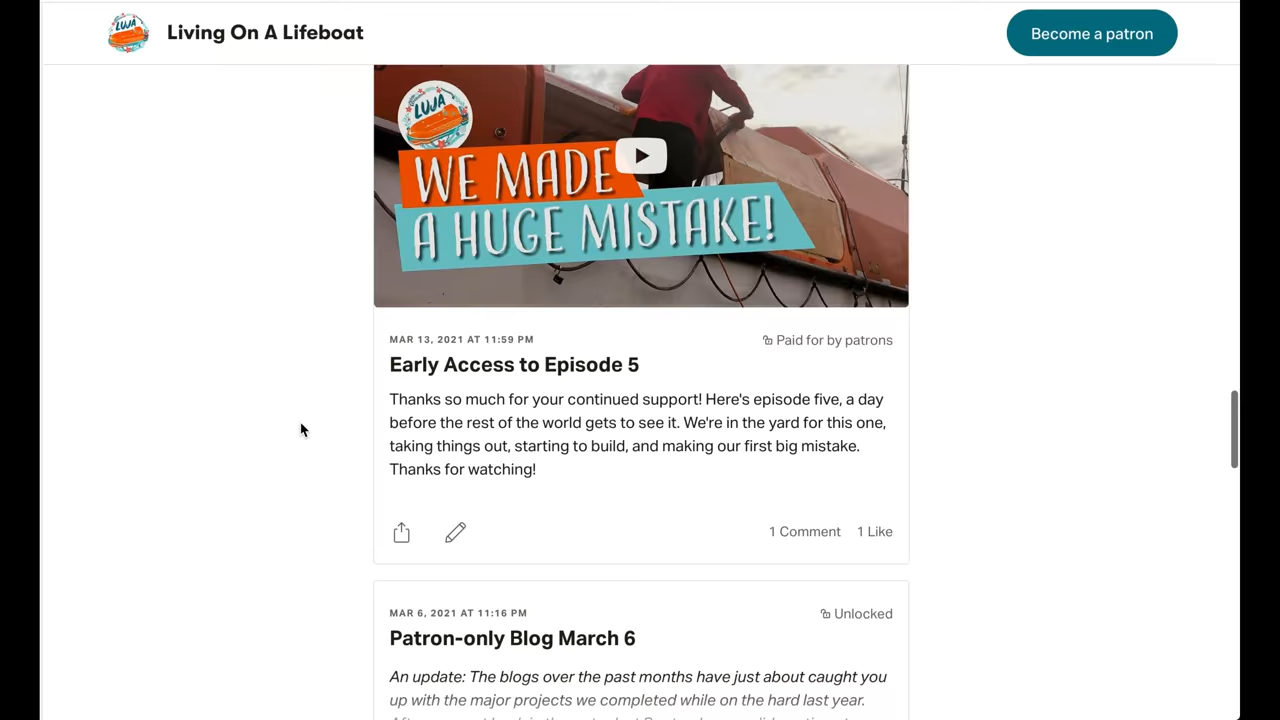 LUJA
Living On A Lifeboat
Become a patron
LUJA
WE MADE
A HUGE MISTAKE!
MAR 13, 2021 AT 11:59 PM
Paid for by patrons
Early Access to Episode 5
Thanks so much for your continued support! Here's episode five, a day
before the rest of the world gets to see it. We're in the yard for this one,
taking things out, starting to build, and making our first big mistake.
Thanks for watching!
1 Comment 1 Like
MAR 6, 2021 AT 11:16 PM
Unlocked
Patron-only Blog March 6
An update: The blogs over the past months have just about caught you
up with the major projects we completed while on the hard last year.